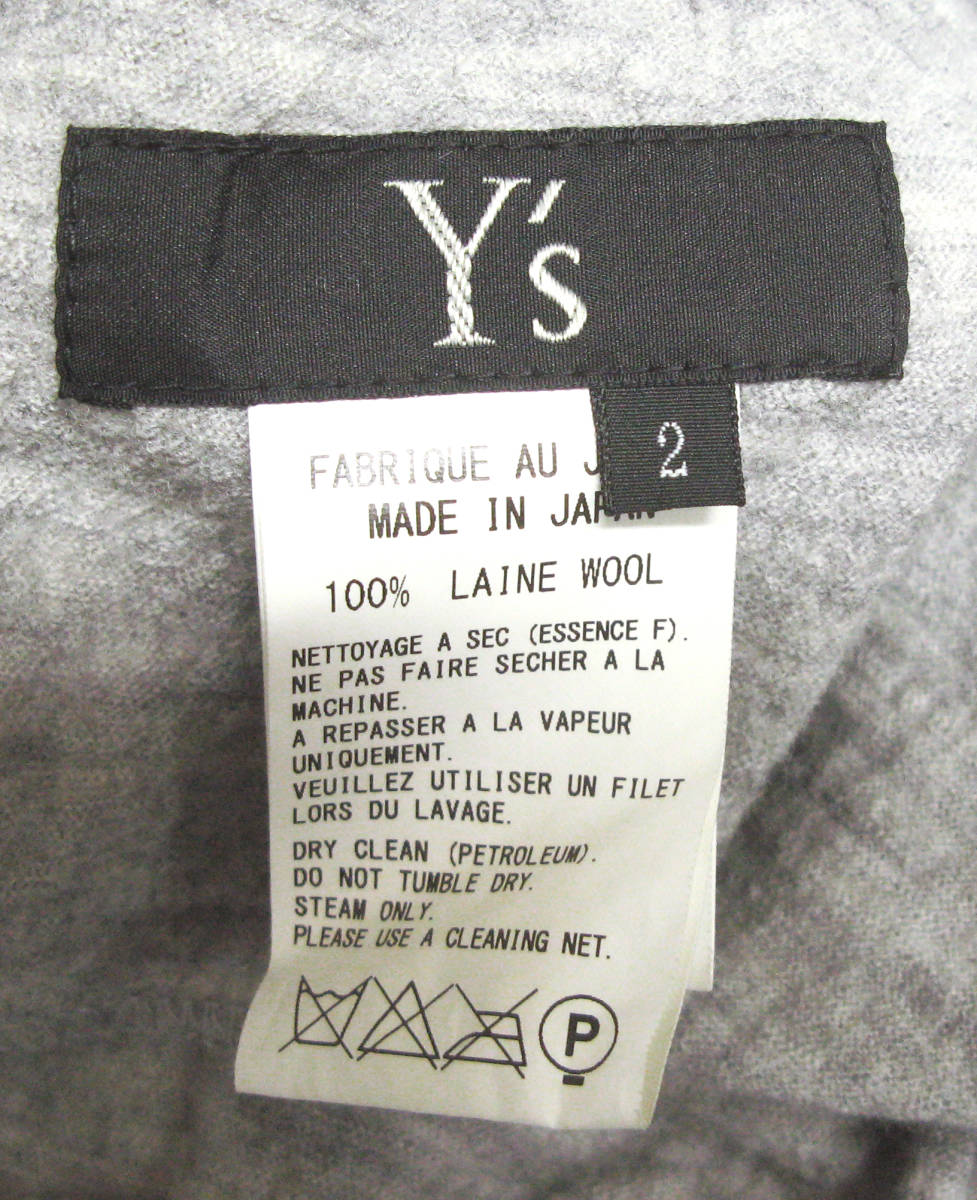 Y's
2
FABRIQUE AU
MADE IN JAPAN
100% LAINE WOOL
NETTOYAGE A SEC (ESSENCE F).
NE PAS FAIRE SECHER A LA
MACHINE.
A REPASSER A LA VAPEUR
UNIQUEMENT.
VEUILLEZ UTILISER UN FILET
LORS DU LAVAGE.
DRY CLEAN (PETROLEUM).
DO NOT TUMBLE DRY.
STEAM ONLY.
PLEASE USE A CLEANING NET.
P